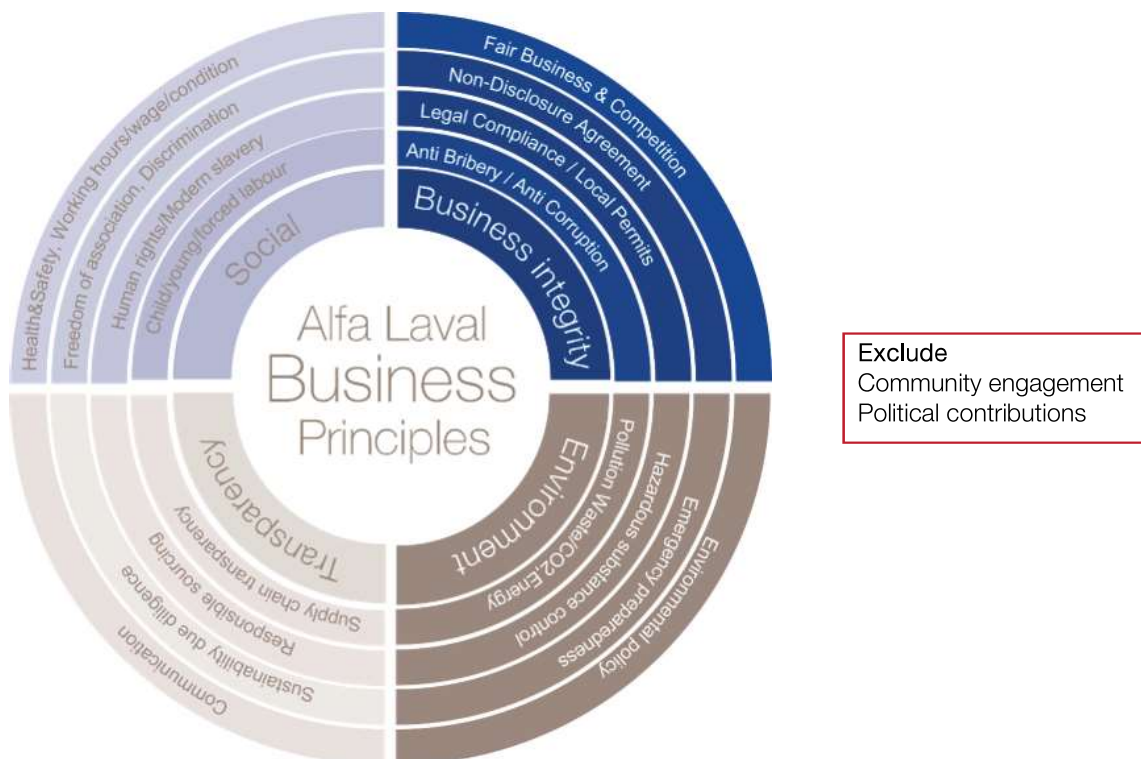 Health&Safety, Working hours/wage/condition
Freedom of association, Discrimination
Human rights/Modern slavery
Child/young/forced labour
Social
Fair Business & Competition
Non-Disclosure Agreement
Legal Compliance / Local Permits
Anti Bribery / Anti Corruption
Business integrity
Alfa Laval
Business
Principles
Transparency
Supply chain transparency
Responsible sourcing
Sustainability due diligence
Communication
Environment
Pollution Waste/CO2,Energy
Hazardous substance control
Emergency preparedness
Environmental policy
Exclude
Community engagement
Political contributions